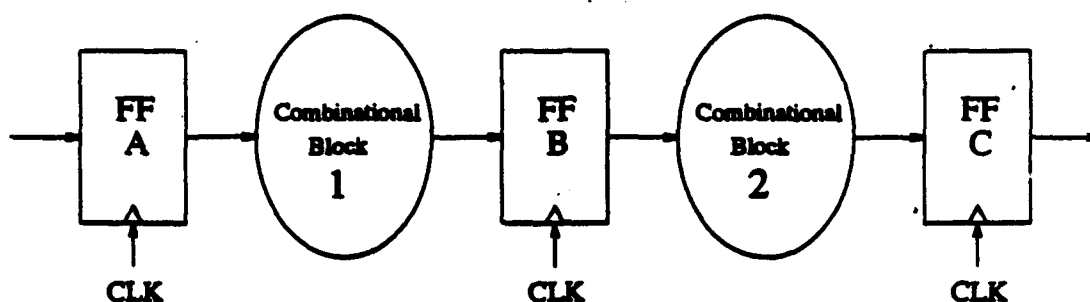 FF
A
Combinational
Block
1
FF
B
Combinational
Block
2
FF
C
CLK
CLK
CLK